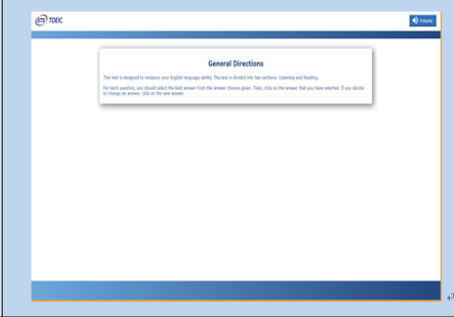 ETS TOEIC
Volume
General Directions
This test is designed to measure your English language ability. The test is divided into two sections: Listening and Reading.
For each question, you should select the best answer from the answer choices given. Then, click on the answer that you have selected. If you decide
to change an answer, click on the new answer.